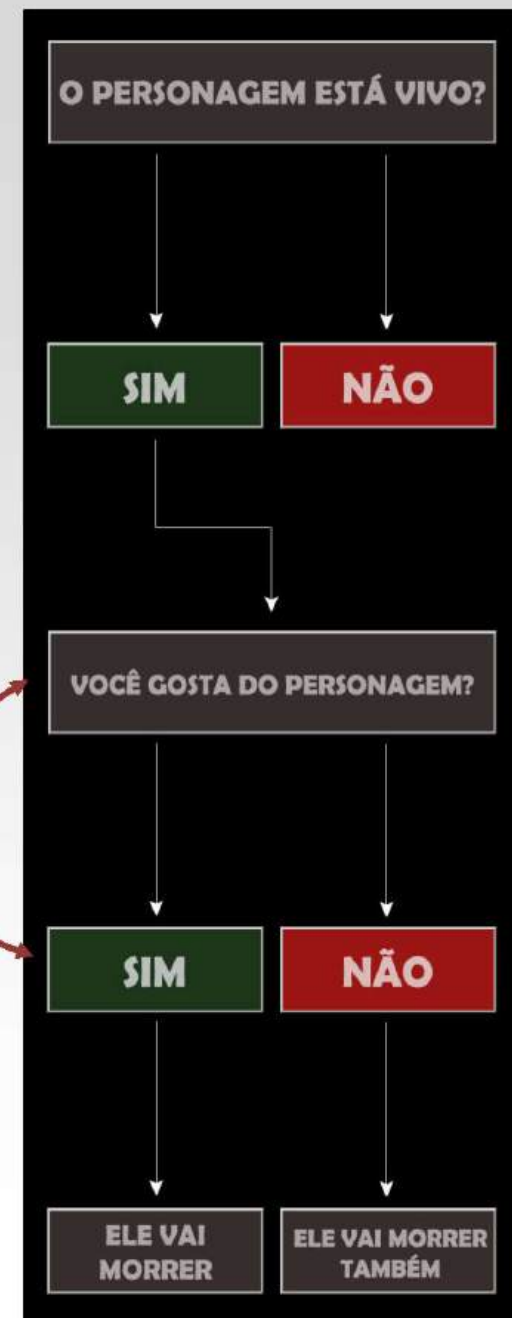 O PERSONAGEM ESTÁ VIVO?
SIM
NÃO
VOCÊ GOSTA DO PERSONAGEM?
SIM
NÃO
ELE VAI
MORRER
ELE VAI MORRER
TAMBÉM